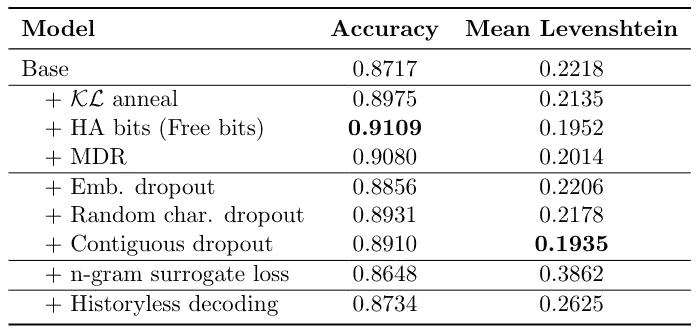 Model Accuracy Mean Levenshtein
Base 0.8717 0.2218
+ 𝒦ℒ anneal 0.8975 0.2135
+ HA bits (Free bits) 0.9109 0.1952
+ MDR 0.9080 0.2014
+ Emb. dropout 0.8856 0.2206
+ Random char. dropout 0.8931 0.2178
+ Contiguous dropout 0.8910 0.1935
+ n-gram surrogate loss 0.8648 0.3862
+ Historyless decoding 0.8734 0.2625